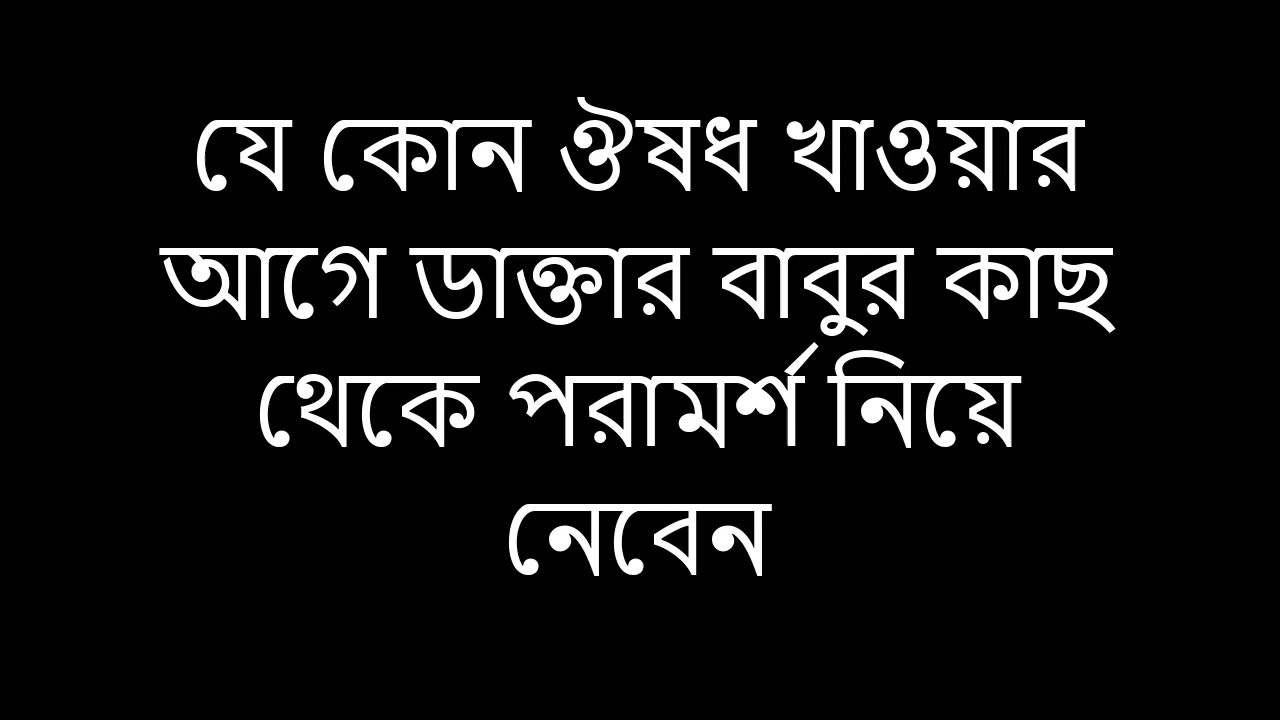 যে কোন ঔষধ খাওয়ার
আগে ডাক্তার বাবুর কাছ
থেকে পরামর্শ নিয়ে
নেবেন